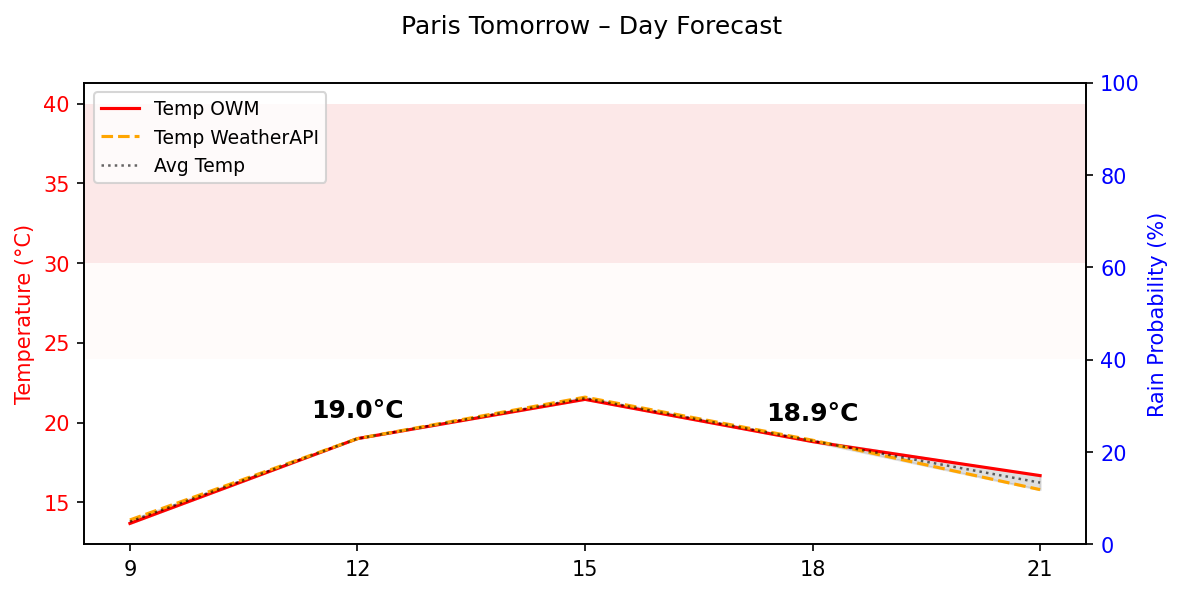 Paris Tomorrow – Day Forecast
Temp OWM
Temp WeatherAPI
Avg Temp
Temperature (°C)
40
35
30
25
20
15
19.0°C
18.9°C
100
80
60
40
20
0
Rain Probability (%)
9
12
15
18
21